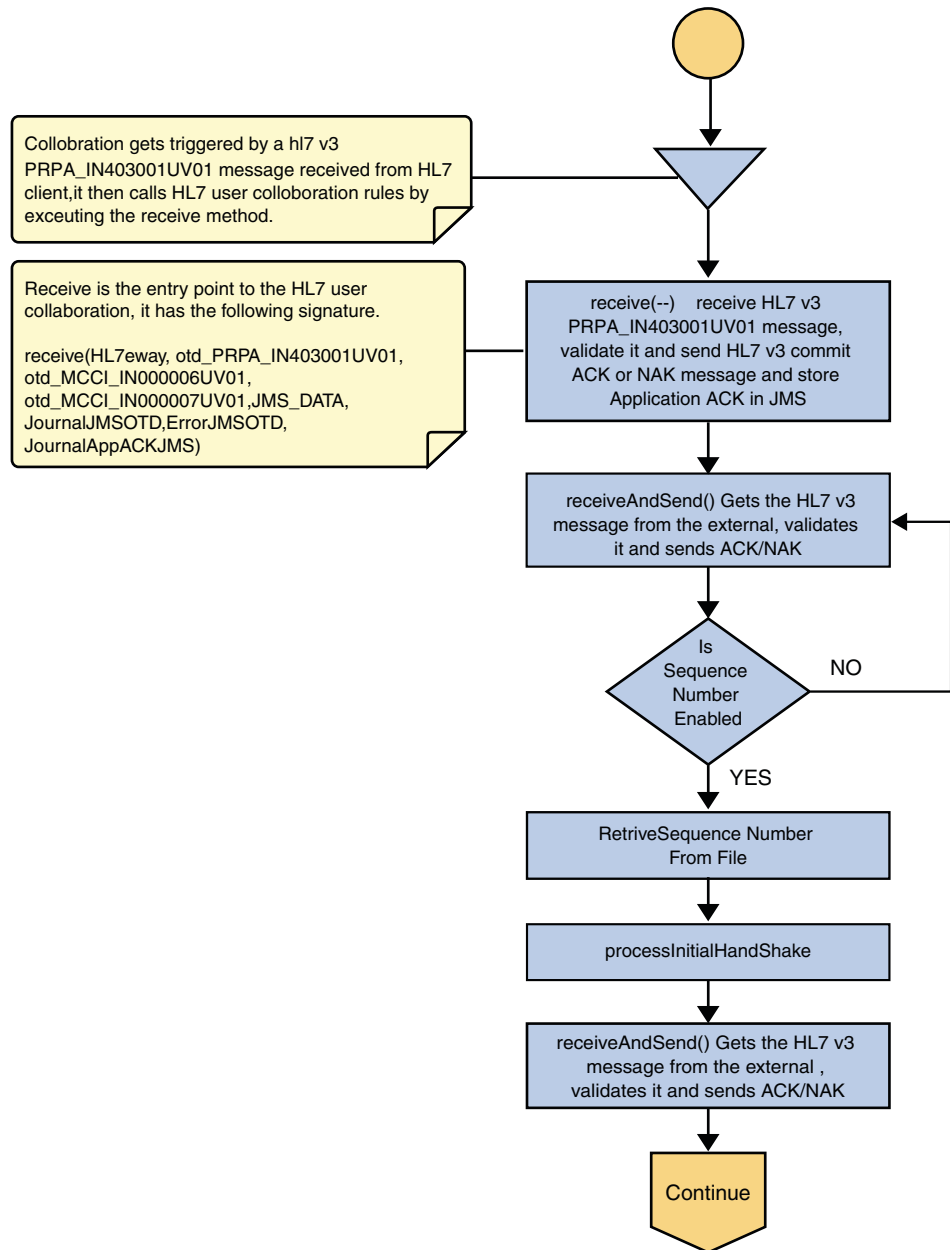 Collobration gets triggered by a hl7 v3
PRPA_IN403001UV01 message received from HL7
client,it then calls HL7 user colloboration rules by
exceuting the receive method.
Receive is the entry point to the HL7 user
collaboration, it has the following signature.
receive(HL7eway, otd_PRPA_IN403001UV01,
otd_MCCI_IN000006UV01,
otd_MCCI_IN000007UV01,JMS_DATA,
JournalJMSOTD,ErrorJMSOTD,
JournalAppACKJMS)
receive(--) receive HL7 v3
PRPA_IN403001UV01 message,
validate it and send HL7 v3 commit
ACK or NAK message and store
Application ACK in JMS
receiveAndSend() Gets the HL7 v3
message from the external, validates
it and sends ACK/NAK
Is
Sequence
Number
Enabled
NO
YES
RetriveSequence Number
From File
processInitialHandShake
receiveAndSend() Gets the HL7 v3
message from the external ,
validates it and sends ACK/NAK
Continue